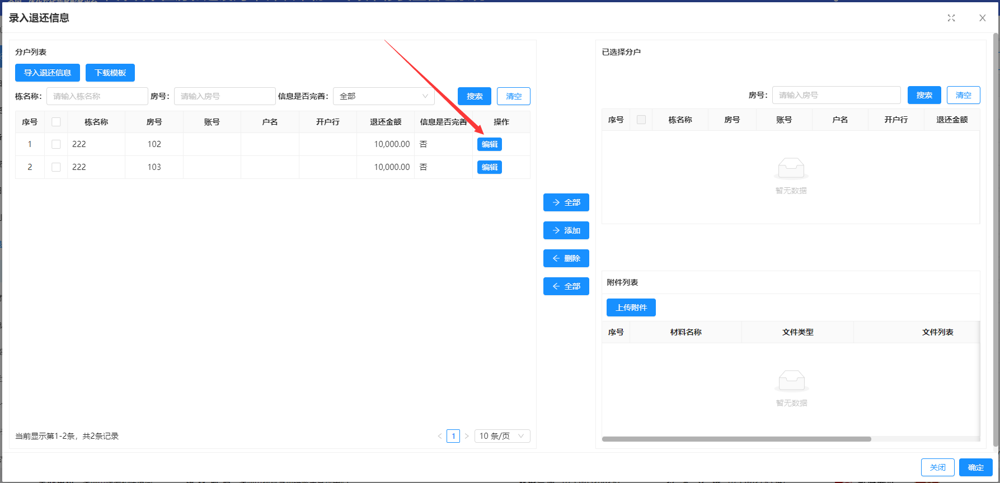 录入退还信息
分户列表
导入退还信息 下载模板
栋名称： 请输入栋名称 房号： 请输入房号 信息是否完善： 全部 搜索 清空
序号 栋名称 房号 账号 户名 开户行 退还金额 信息是否完善 操作
1 222 102 10,000.00 否 编辑
2 222 103 10,000.00 否 编辑
当前显示第1-2条，共2条记录 1 10 条/页
全部
添加
删除
全部
已选择分户
房号： 请输入房号 搜索 清空
序号 栋名称 房号 账号 户名 开户行 退还金额
暂无数据
附件列表
上传附件
序号 材料名称 文件类型 文件列表
暂无数据
关闭 确定